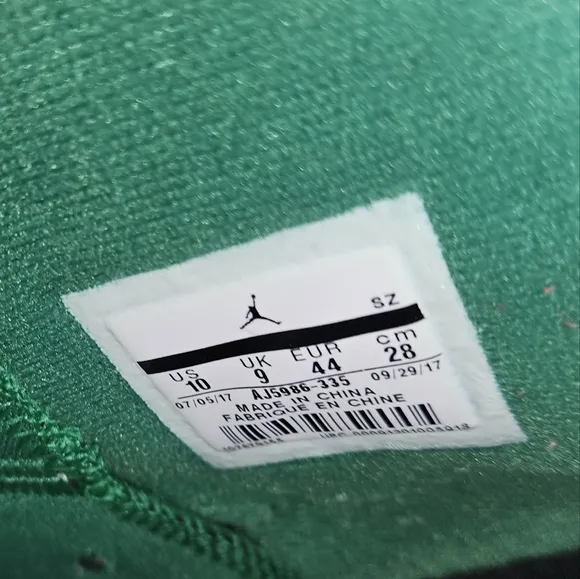 SZ
US UK EUR cm
10 9 44 28
07/05/17 AJ5986-335 09/29/17
MADE IN CHINA
FABRIQUE EN CHINE